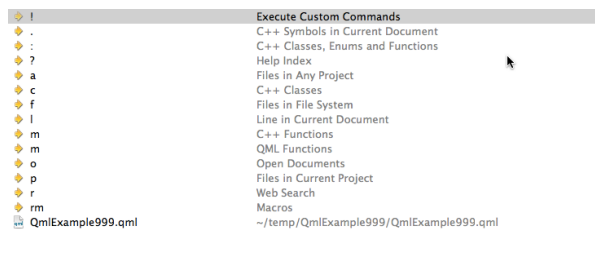 ! Execute Custom Commands
. C++ Symbols in Current Document
: C++ Classes, Enums and Functions
? Help Index
a Files in Any Project
c C++ Classes
f Files in File System
l Line in Current Document
m C++ Functions
m QML Functions
o Open Documents
p Files in Current Project
r Web Search
rm Macros
QmlExample999.qml ~/temp/QmlExample999/QmlExample999.qml